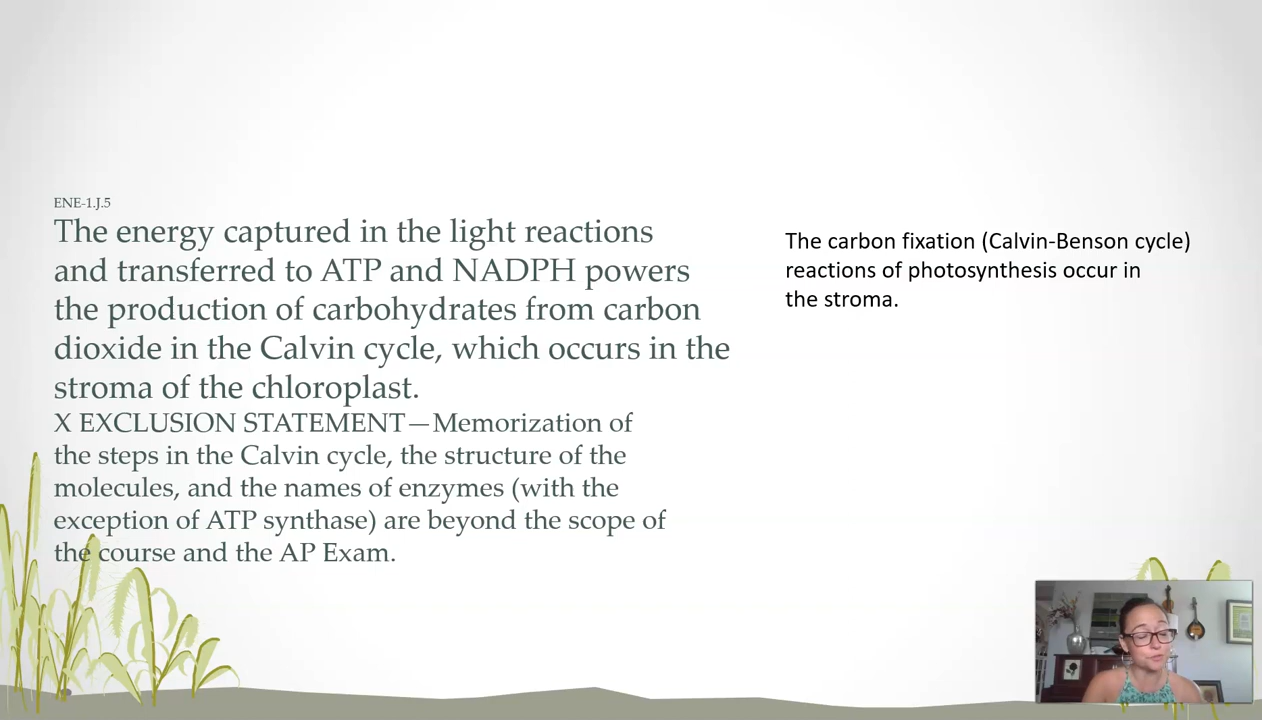 ENE-1.J.5
The energy captured in the light reactions
and transferred to ATP and NADPH powers
the production of carbohydrates from carbon
dioxide in the Calvin cycle, which occurs in the
stroma of the chloroplast.
X EXCLUSION STATEMENT—Memorization of
the steps in the Calvin cycle, the structure of the
molecules, and the names of enzymes (with the
exception of ATP synthase) are beyond the scope of
the course and the AP Exam.
The carbon fixation (Calvin-Benson cycle)
reactions of photosynthesis occur in
the stroma.